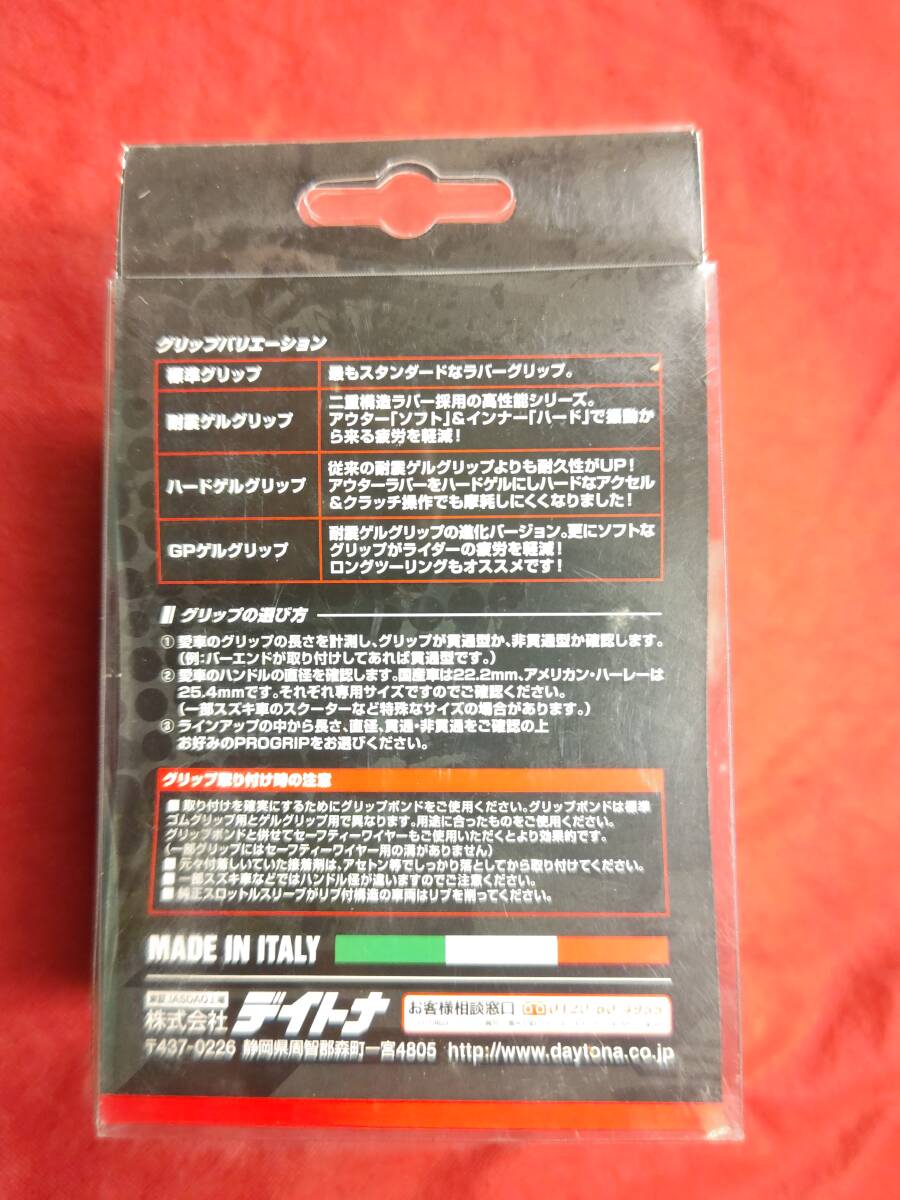 グリップバリエーション
標準グリップ 最もスタンダードなラバーグリップ。
耐震ゲルグリップ 二重構造ラバー採用の高性能シリーズ。
アウター「ソフト」&インナー「ハード」で振動か
ら来る疲労を軽減!
ハードゲルグリップ 従来の耐震ゲルグリップよりも耐久性がUP!
アウターラバーをハードゲルにしハードなアクセル
&クラッチ操作でも摩耗しにくくなりました!
GPゲルグリップ 耐震ゲルグリップの進化バージョン。更にソフトな
グリップがライダーの疲労を軽減!
ロングツーリングもオススメです!
グリップの選び方
① 愛車のグリップの長さを計測し、グリップが貫通型か、非貫通型か確認します。
(例:バーエンドが取り付けしてあれば貫通型です。)
② 愛車のハンドルの直径を確認します。国産車は22.2mm、アメリカン・ハーレーは
25.4mmです。それぞれ専用サイズですのでご確認ください。
(一部スズキ車のスクーターなど特殊なサイズの場合があります。)
③ ラインアップの中から長さ、直径、貫通・非貫通をご確認の上
お好みのPROGRIPをお選びください。
グリップ取り付け時の注意
■ 取り付けを確実にするためにグリップボンドをご使用ください。グリップボンドは標準
ゴムグリップ用とゲルグリップ用で異なります。用途に合ったものをご使用ください。
グリップボンドと併せてセーフティーワイヤーもご使用いただくとより効果的です。
(一部グリップにはセーフティーワイヤー用の溝がありません)
■ 元々付着しいていた接着剤は、アセトン等でしっかり落としてから取り付けてください。
■ 一部スズキ車などではハンドル径が違いますのでご注意ください。
■ 純正スロットルスリーブがリブ付構造の車両はリブを削ってください。
MADE IN ITALY
東証JASDAQ上場
株式会社 デイトナ お客様相談窓口 0120-60-4955
〒437-0226 静岡県周智郡森町一宮4805 http://www.daytona.co.jp